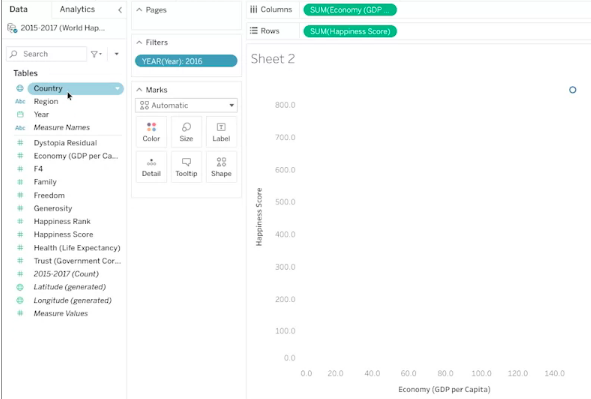 Data
Analytics
2015-2017 (World Hap...
Search
Tables
Country
Abc Region
Year
Abc Measure Names
Dystopia Residual
Economy (GDP per Ca...
F4
Family
Freedom
Generosity
Happiness Rank
Happiness Score
Health (Life Expectancy)
Trust (Government Cor...
2015-2017 (Count)
Latitude (generated)
Longitude (generated)
Measure Values
Pages
Filters
YEAR(Year): 2016
Marks
Automatic
Color Size Label
Detail Tooltip Shape
Columns SUM(Economy (GDP ...
Rows SUM(Happiness Score)
Sheet 2
Happiness Score
800.0
700.0
600.0
500.0
400.0
300.0
200.0
100.0
0.0
0.0 20.0 40.0 60.0 80.0 100.0 120.0 140.0
Economy (GDP per Capita)